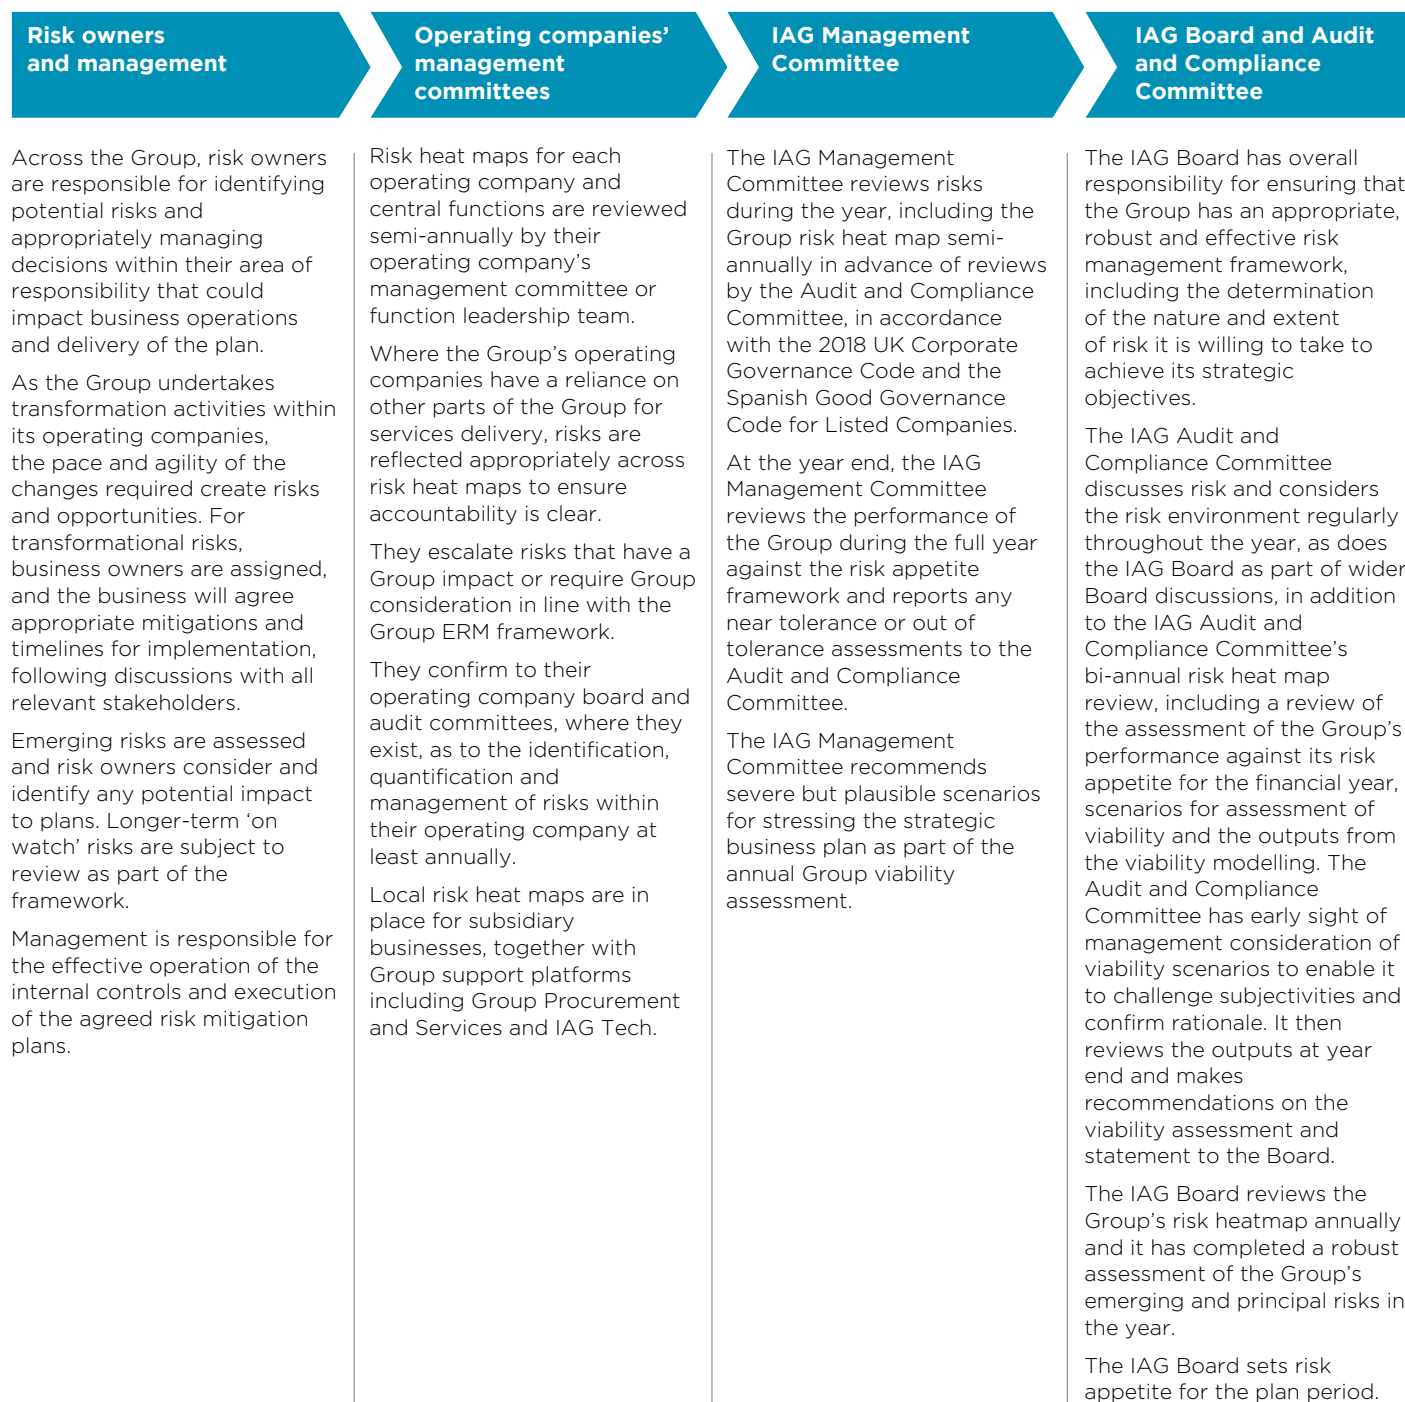 Risk owners
and management
Across the Group, risk owners
are responsible for identifying
potential risks and
appropriately managing
decisions within their area of
responsibility that could
impact business operations
and delivery of the plan.
As the Group undertakes
transformation activities within
its operating companies,
the pace and agility of the
changes required create risks
and opportunities. For
transformational risks,
business owners are assigned,
and the business will agree
appropriate mitigations and
timelines for implementation,
following discussions with all
relevant stakeholders.
Emerging risks are assessed
and risk owners consider and
identify any potential impact
to plans. Longer-term ‘on
watch’ risks are subject to
review as part of the
framework.
Management is responsible for
the effective operation of the
internal controls and execution
of the agreed risk mitigation
plans.
Operating companies’
management
committees
Risk heat maps for each
operating company and
central functions are reviewed
semi-annually by their
operating company’s
management committee or
function leadership team.
Where the Group’s operating
companies have a reliance on
other parts of the Group for
services delivery, risks are
reflected appropriately across
risk heat maps to ensure
accountability is clear.
They escalate risks that have a
Group impact or require Group
consideration in line with the
Group ERM framework.
They confirm to their
operating company board and
audit committees, where they
exist, as to the identification,
quantification and
management of risks within
their operating company at
least annually.
Local risk heat maps are in
place for subsidiary
businesses, together with
Group support platforms
including Group Procurement
and Services and IAG Tech.
IAG Management
Committee
The IAG Management
Committee reviews risks
during the year, including the
Group risk heat map semi-
annually in advance of reviews
by the Audit and Compliance
Committee, in accordance
with the 2018 UK Corporate
Governance Code and the
Spanish Good Governance
Code for Listed Companies.
At the year end, the IAG
Management Committee
reviews the performance of
the Group during the full year
against the risk appetite
framework and reports any
near tolerance or out of
tolerance assessments to the
Audit and Compliance
Committee.
The IAG Management
Committee recommends
severe but plausible scenarios
for stressing the strategic
business plan as part of the
annual Group viability
assessment.
IAG Board and Audit
and Compliance
Committee
The IAG Board has overall
responsibility for ensuring that
the Group has an appropriate,
robust and effective risk
management framework,
including the determination
of the nature and extent
of risk it is willing to take to
achieve its strategic
objectives.
The IAG Audit and
Compliance Committee
discusses risk and considers
the risk environment regularly
throughout the year, as does
the IAG Board as part of wider
Board discussions, in addition
to the IAG Audit and
Compliance Committee’s
bi-annual risk heat map
review, including a review of
the assessment of the Group’s
performance against its risk
appetite for the financial year,
scenarios for assessment of
viability and the outputs from
the viability modelling. The
Audit and Compliance
Committee has early sight of
management consideration of
viability scenarios to enable it
to challenge subjectivities and
confirm rationale. It then
reviews the outputs at year
end and makes
recommendations on the
viability assessment and
statement to the Board.
The IAG Board reviews the
Group’s risk heatmap annually
and it has completed a robust
assessment of the Group’s
emerging and principal risks in
the year.
The IAG Board sets risk
appetite for the plan period.